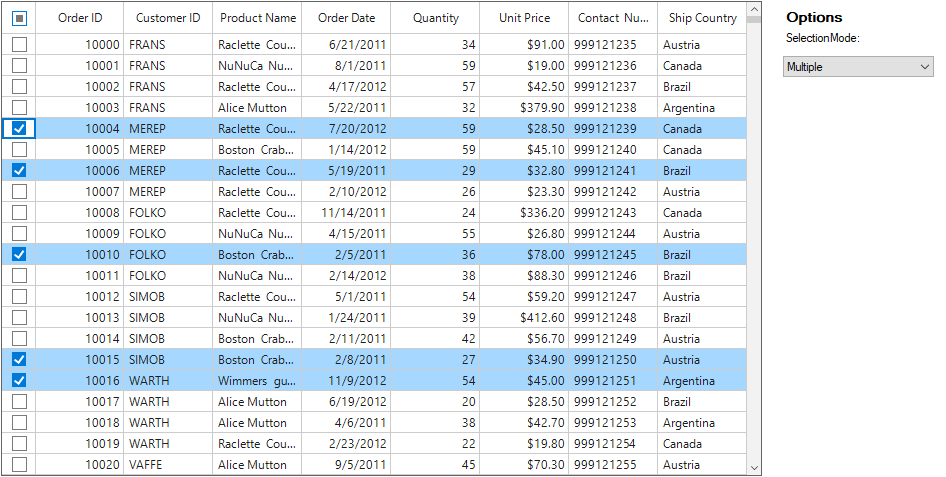 Order ID Customer ID Product Name Order Date Quantity Unit Price Contact Nu... Ship Country
10000 FRANS Raclette Cou... 6/21/2011 34 $91.00 999121235 Austria
10001 FRANS NuNuCa Nu... 8/1/2011 59 $19.00 999121236 Canada
10002 FRANS Raclette Cou... 4/17/2012 57 $42.50 999121237 Brazil
10003 FRANS Alice Mutton 5/22/2011 32 $379.90 999121238 Argentina
10004 MEREP Raclette Cou... 7/20/2012 59 $28.50 999121239 Canada
10005 MEREP Boston Crab... 1/14/2012 59 $45.10 999121240 Canada
10006 MEREP Raclette Cou... 5/19/2011 29 $32.80 999121241 Brazil
10007 MEREP Raclette Cou... 2/10/2012 26 $23.30 999121242 Austria
10008 FOLKO Raclette Cou... 11/14/2011 24 $336.20 999121243 Canada
10009 FOLKO NuNuCa Nu... 4/15/2011 55 $26.80 999121244 Austria
10010 FOLKO Boston Crab... 2/5/2011 36 $78.00 999121245 Brazil
10011 FOLKO NuNuCa Nu... 2/14/2012 38 $88.30 999121246 Brazil
10012 SIMOB Raclette Cou... 5/1/2011 54 $59.20 999121247 Austria
10013 SIMOB NuNuCa Nu... 1/24/2011 39 $412.60 999121248 Brazil
10014 SIMOB Boston Crab... 2/11/2011 42 $56.70 999121249 Austria
10015 SIMOB Boston Crab... 2/8/2011 27 $34.90 999121250 Austria
10016 WARTH Wimmers gu... 11/9/2012 54 $45.00 999121251 Argentina
10017 WARTH Alice Mutton 6/19/2012 20 $28.50 999121252 Brazil
10018 WARTH Alice Mutton 4/6/2011 38 $42.70 999121253 Argentina
10019 WARTH Raclette Cou... 2/23/2012 22 $19.80 999121254 Canada
10020 VAFFE Alice Mutton 9/5/2011 45 $70.30 999121255 Austria
Options
SelectionMode:
Multiple